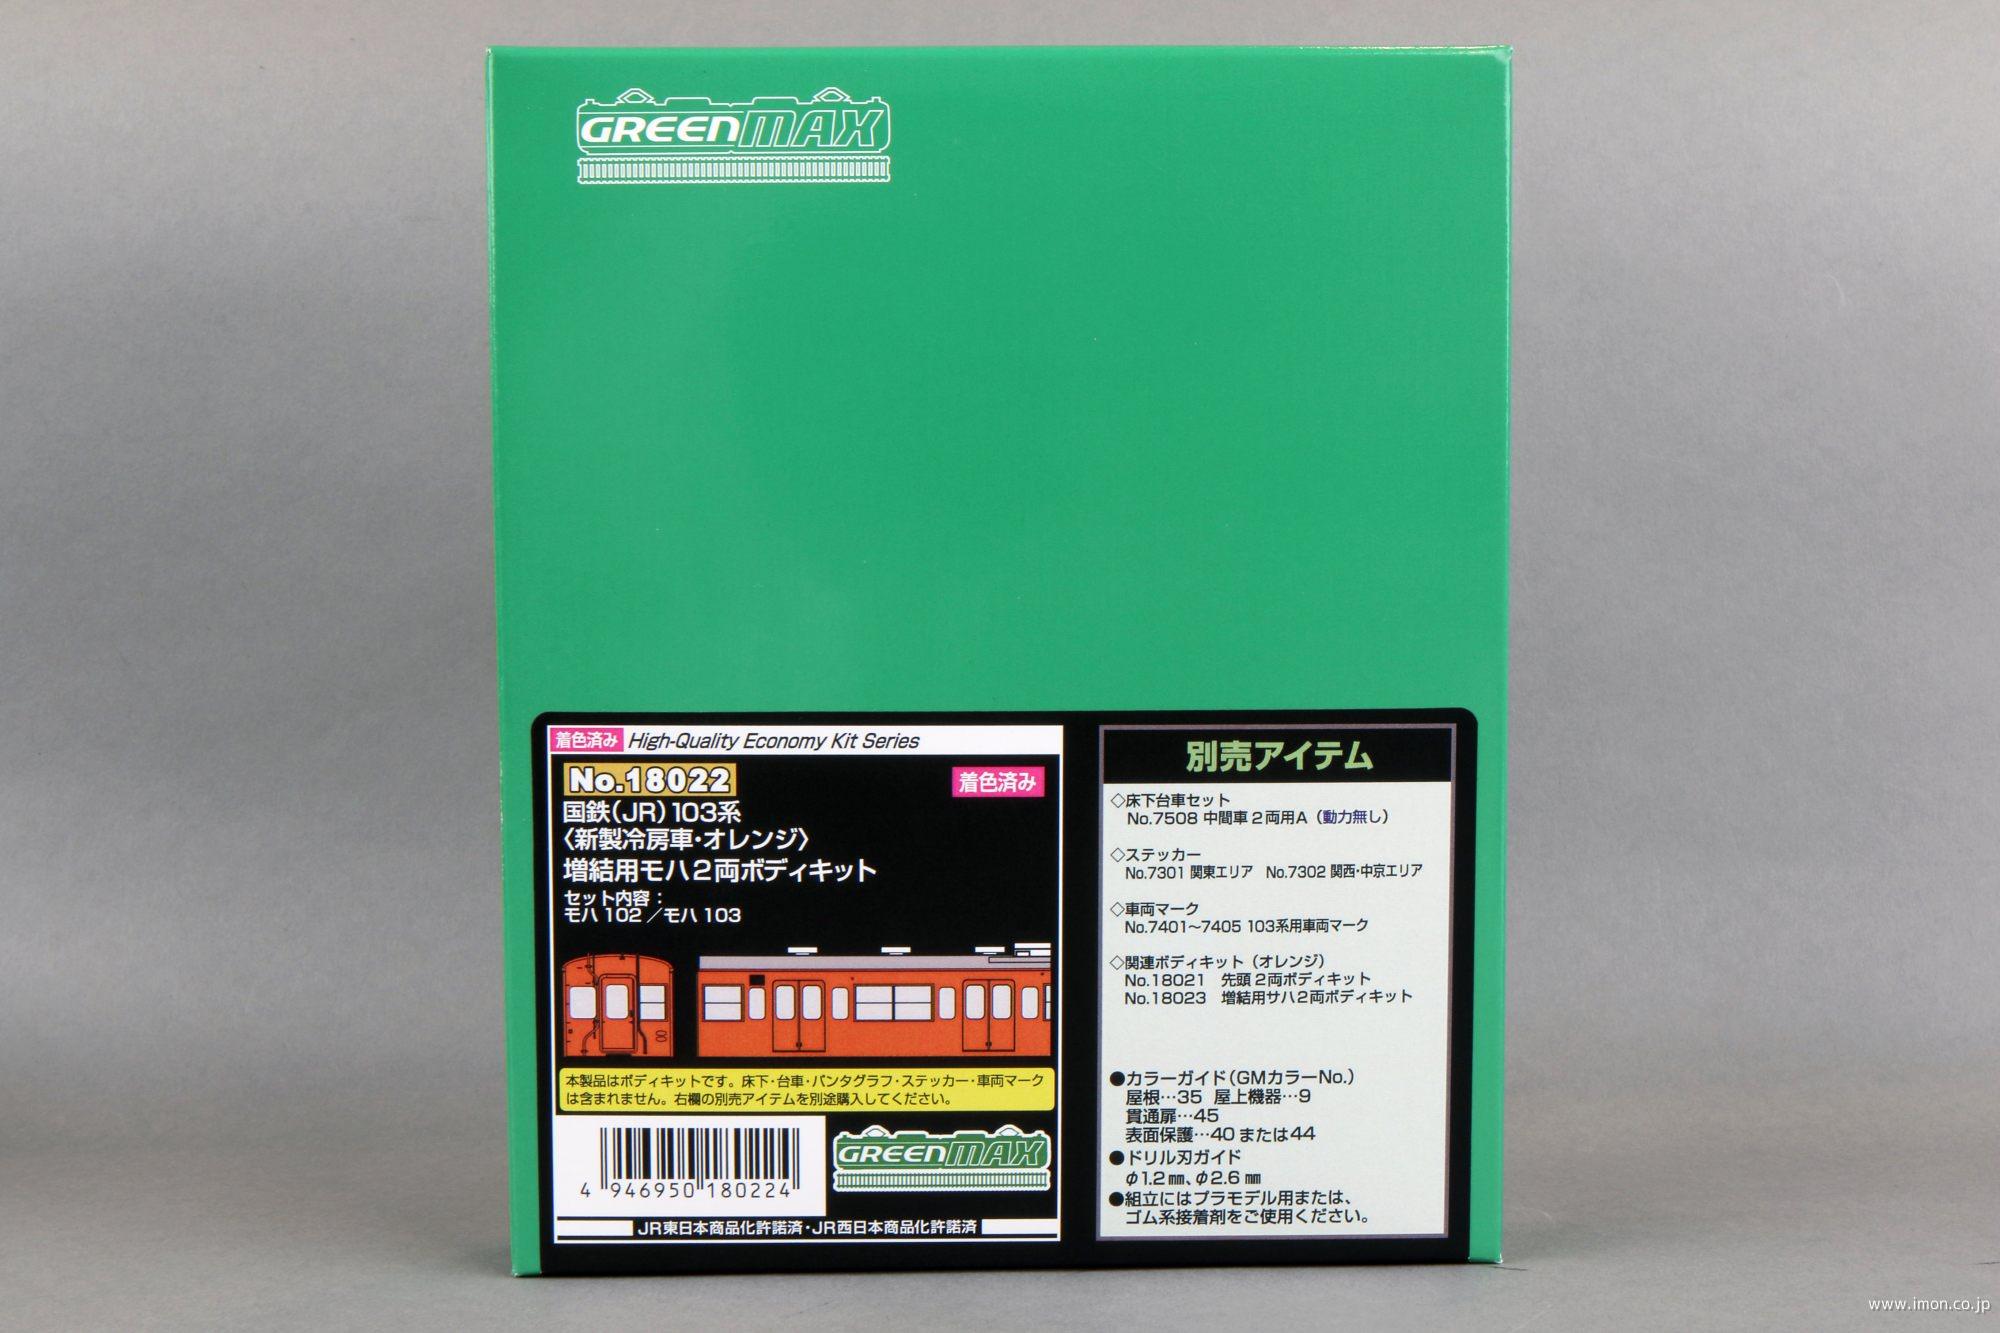 GREENMAX
着色済み High-Quality Economy Kit Series
No.18022
着色済み
国鉄(JR)103系
〈新製冷房車・オレンジ〉
増結用モハ2両ボディキット
セット内容:
モハ102／モハ103
本製品はボディキットです。床下・台車・パンタグラフ・ステッカー・車両マーク
は含まれません。右欄の別売アイテムを別途購入してください。
4 946950 180224
GREENMAX
JR東日本商品化許諾済・JR西日本商品化許諾済
別売アイテム
◇床下台車セット
No.7508 中間車2両用A（動力無し）
◇ステッカー
No.7301 関東エリア No.7302 関西・中京エリア
◇車両マーク
No.7401～7405 103系用車両マーク
◇関連ボディキット（オレンジ）
No.18021 先頭2両ボディキット
No.18023 増結用サハ2両ボディキット
●カラーガイド(GMカラーNo.)
屋根…35 屋上機器…9
貫通扉…45
表面保護…40または44
●ドリル刃ガイド
φ1.2㎜、φ2.6㎜
●組立にはプラモデル用または、
ゴム系接着剤をご使用ください。
www.imon.co.jp